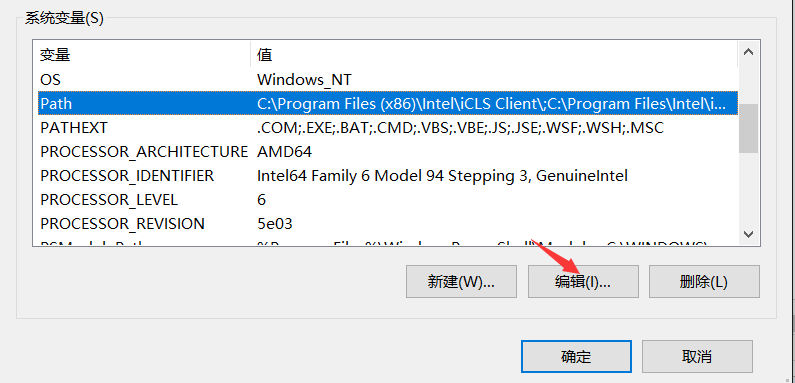 系统变量(S)
变量 值
OS Windows_NT
Path C:\Program Files (x86)\Intel\iCLS Client\;C:\Program Files\Intel\i...
PATHEXT .COM;.EXE;.BAT;.CMD;.VBS;.VBE;.JS;.JSE;.WSF;.WSH;.MSC
PROCESSOR_ARCHITECTURE AMD64
PROCESSOR_IDENTIFIER Intel64 Family 6 Model 94 Stepping 3, GenuineIntel
PROCESSOR_LEVEL 6
PROCESSOR_REVISION 5e03
新建(W)... 编辑(I)... 删除(L)
确定 取消